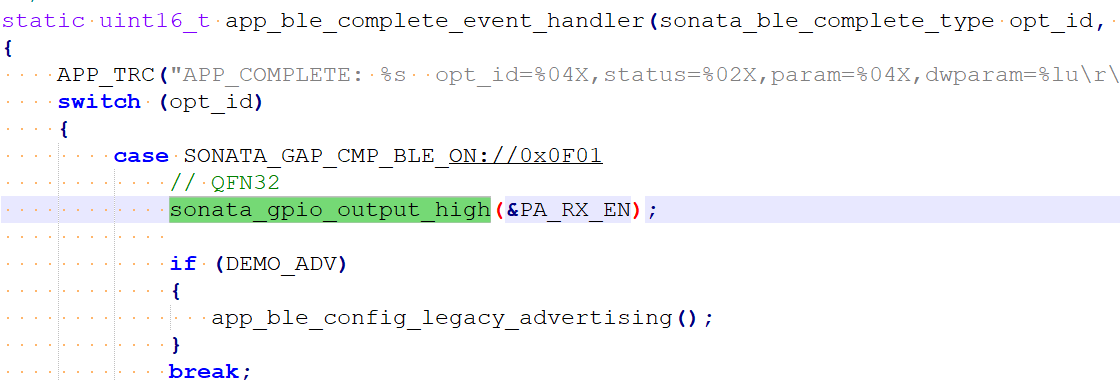 static uint16_t app_ble_complete_event_handler(sonata_ble_complete_type opt_id,
{
    APP_TRC("APP_COMPLETE: %s  opt_id=%04X,status=%02X,param=%04X,dwparam=%lu\r\
    switch (opt_id)
    {
        case SONATA_GAP_CMP_BLE_ON://0x0F01
            // QFN32
            sonata_gpio_output_high(&PA_RX_EN);
            if (DEMO_ADV)
            {
               app_ble_config_legacy_advertising();
            }
            break;